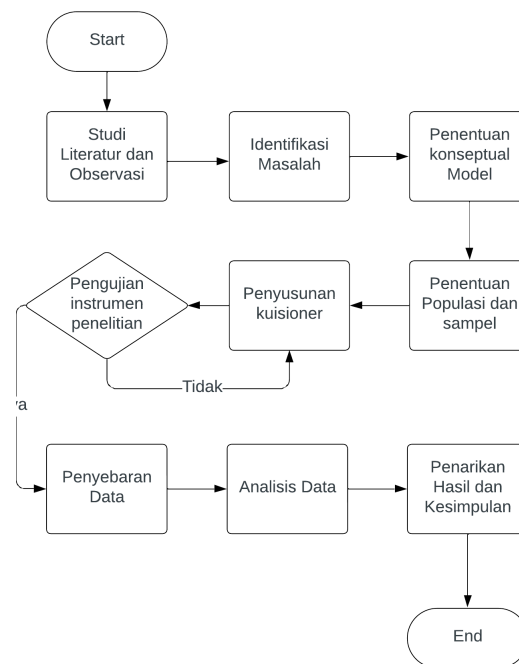 Start
Studi
Literatur dan
Observasi
Identifikasi
Masalah
Penentuan
konseptual
Model
Pengujian
instrumen
penelitian
Penyusunan
kuisioner
Penentuan
Populasi dan
sampel
Tidak
Penyebaran
Data
Analisis Data
Penarikan
Hasil dan
Kesimpulan
End